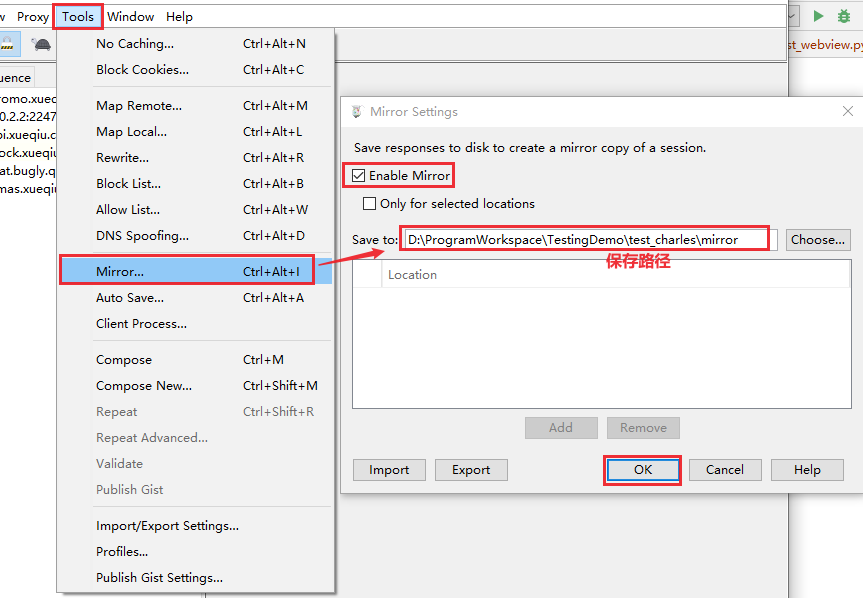 w Proxy Tools Window Help
uence
romo.xueq
0.2.2:2247
pi.xueqiu.c
ock.xueqiu
at.bugly.q
mas.xueqiu
No Caching... Ctrl+Alt+N
Block Cookies... Ctrl+Alt+C
Map Remote... Ctrl+Alt+M
Map Local... Ctrl+Alt+L
Rewrite... Ctrl+Alt+R
Block List... Ctrl+Alt+B
Allow List... Ctrl+Alt+W
DNS Spoofing... Ctrl+Alt+D
Mirror... Ctrl+Alt+I
Auto Save... Ctrl+Alt+A
Client Process...
Compose Ctrl+M
Compose New... Ctrl+Shift+M
Repeat Ctrl+Shift+R
Repeat Advanced...
Validate
Publish Gist
Import/Export Settings...
Profiles...
Publish Gist Settings...
st_webview.py
Mirror Settings
Save responses to disk to create a mirror copy of a session.
Enable Mirror
Only for selected locations
Save to: D:\ProgramWorkspace\TestingDemo\test_charles\mirror Choose...
保存路径
Location
Add Remove
Import Export OK Cancel Help